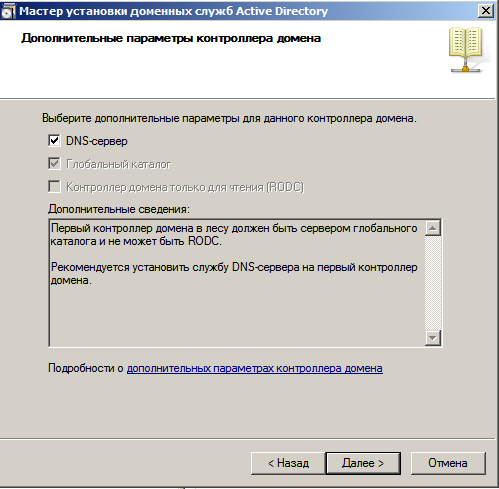 Мастер установки доменных служб Active Directory
Дополнительные параметры контроллера домена
Выберите дополнительные параметры для данного контроллера домена.
DNS-сервер
Глобальный каталог
Контроллер домена только для чтения (RODC)
Дополнительные сведения:
Первый контроллер домена в лесу должен быть сервером глобального
каталога и не может быть RODC.
Рекомендуется установить службу DNS-сервера на первый контроллер
домена.
Подробности о дополнительных параметрах контроллера домена
< Назад Далее > Отмена